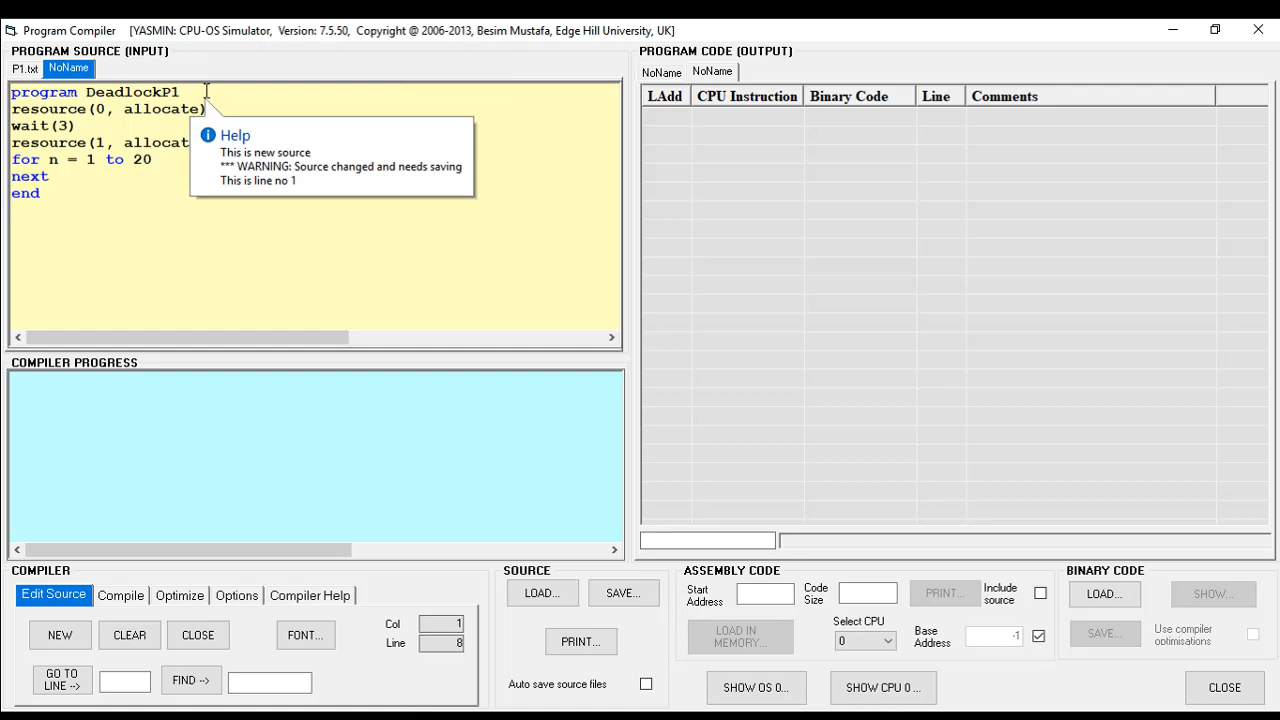 Program Compiler [YASMIN: CPU-OS Simulator, Version: 7.5.50, Copyright @ 2006-2013, Besim Mustafa, Edge Hill University, UK]
PROGRAM SOURCE (INPUT)
P1.txt NoName
program DeadlockP1
resource(0, allocate)
wait(3)
resource(1, allocat
for n = 1 to 20
next
end
Help
This is new source
*** WARNING: Source changed and needs saving
This is line no 1
COMPILER PROGRESS
PROGRAM CODE (OUTPUT)
NoName NoName
LAdd CPU Instruction Binary Code Line Comments
COMPILER
Edit Source Compile Optimize Options Compiler Help
NEW CLEAR CLOSE FONT...
Col 1
Line 8
GO TO
LINE -->
FIND -->
SOURCE
LOAD... SAVE...
PRINT...
Auto save source files
ASSEMBLY CODE
Start
Address
Code
Size
PRINT...
Include
source
LOAD IN
MEMORY...
Select CPU
0
Base
Address
-1
SHOW OS 0... SHOW CPU 0 ...
BINARY CODE
LOAD... SHOW...
SAVE...
Use compiler
optimisations
CLOSE